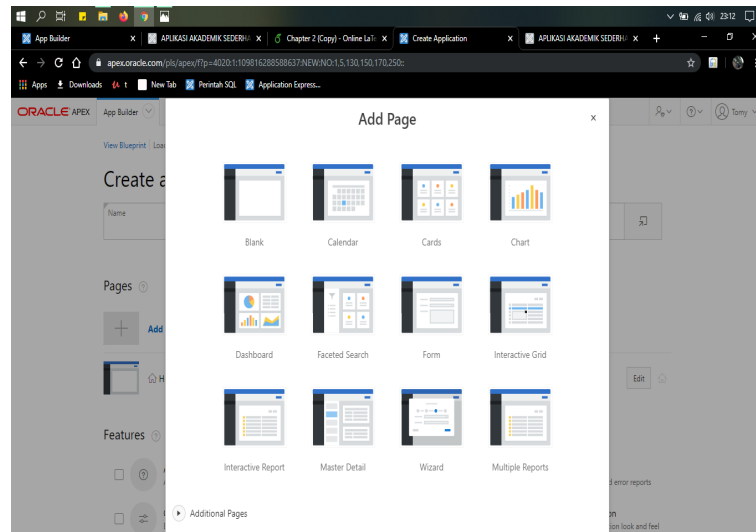 23:12
App Builder
APLIKASI AKADEMIK SEDERH
Chapter 2 (Copy) - Online LaTe
Create Application
APLIKASI AKADEMIK SEDERH
apex.oracle.com/pls/apex/f?p=4020:1:109816288588637:NEW:NO:1,5,130,150,170,250::
Apps
Downloads
t
New Tab
Perintah SQL
Application Express...
ORACLE APEX
App Builder
Tomy
View Blueprint
Loa
Create a
Name
Pages
Add
H
Edit
Features
d error reports
on
ion look and feel
Add Page
Blank
Calendar
Cards
Chart
Dashboard
Faceted Search
Form
Interactive Grid
Interactive Report
Master Detail
Wizard
Multiple Reports
Additional Pages